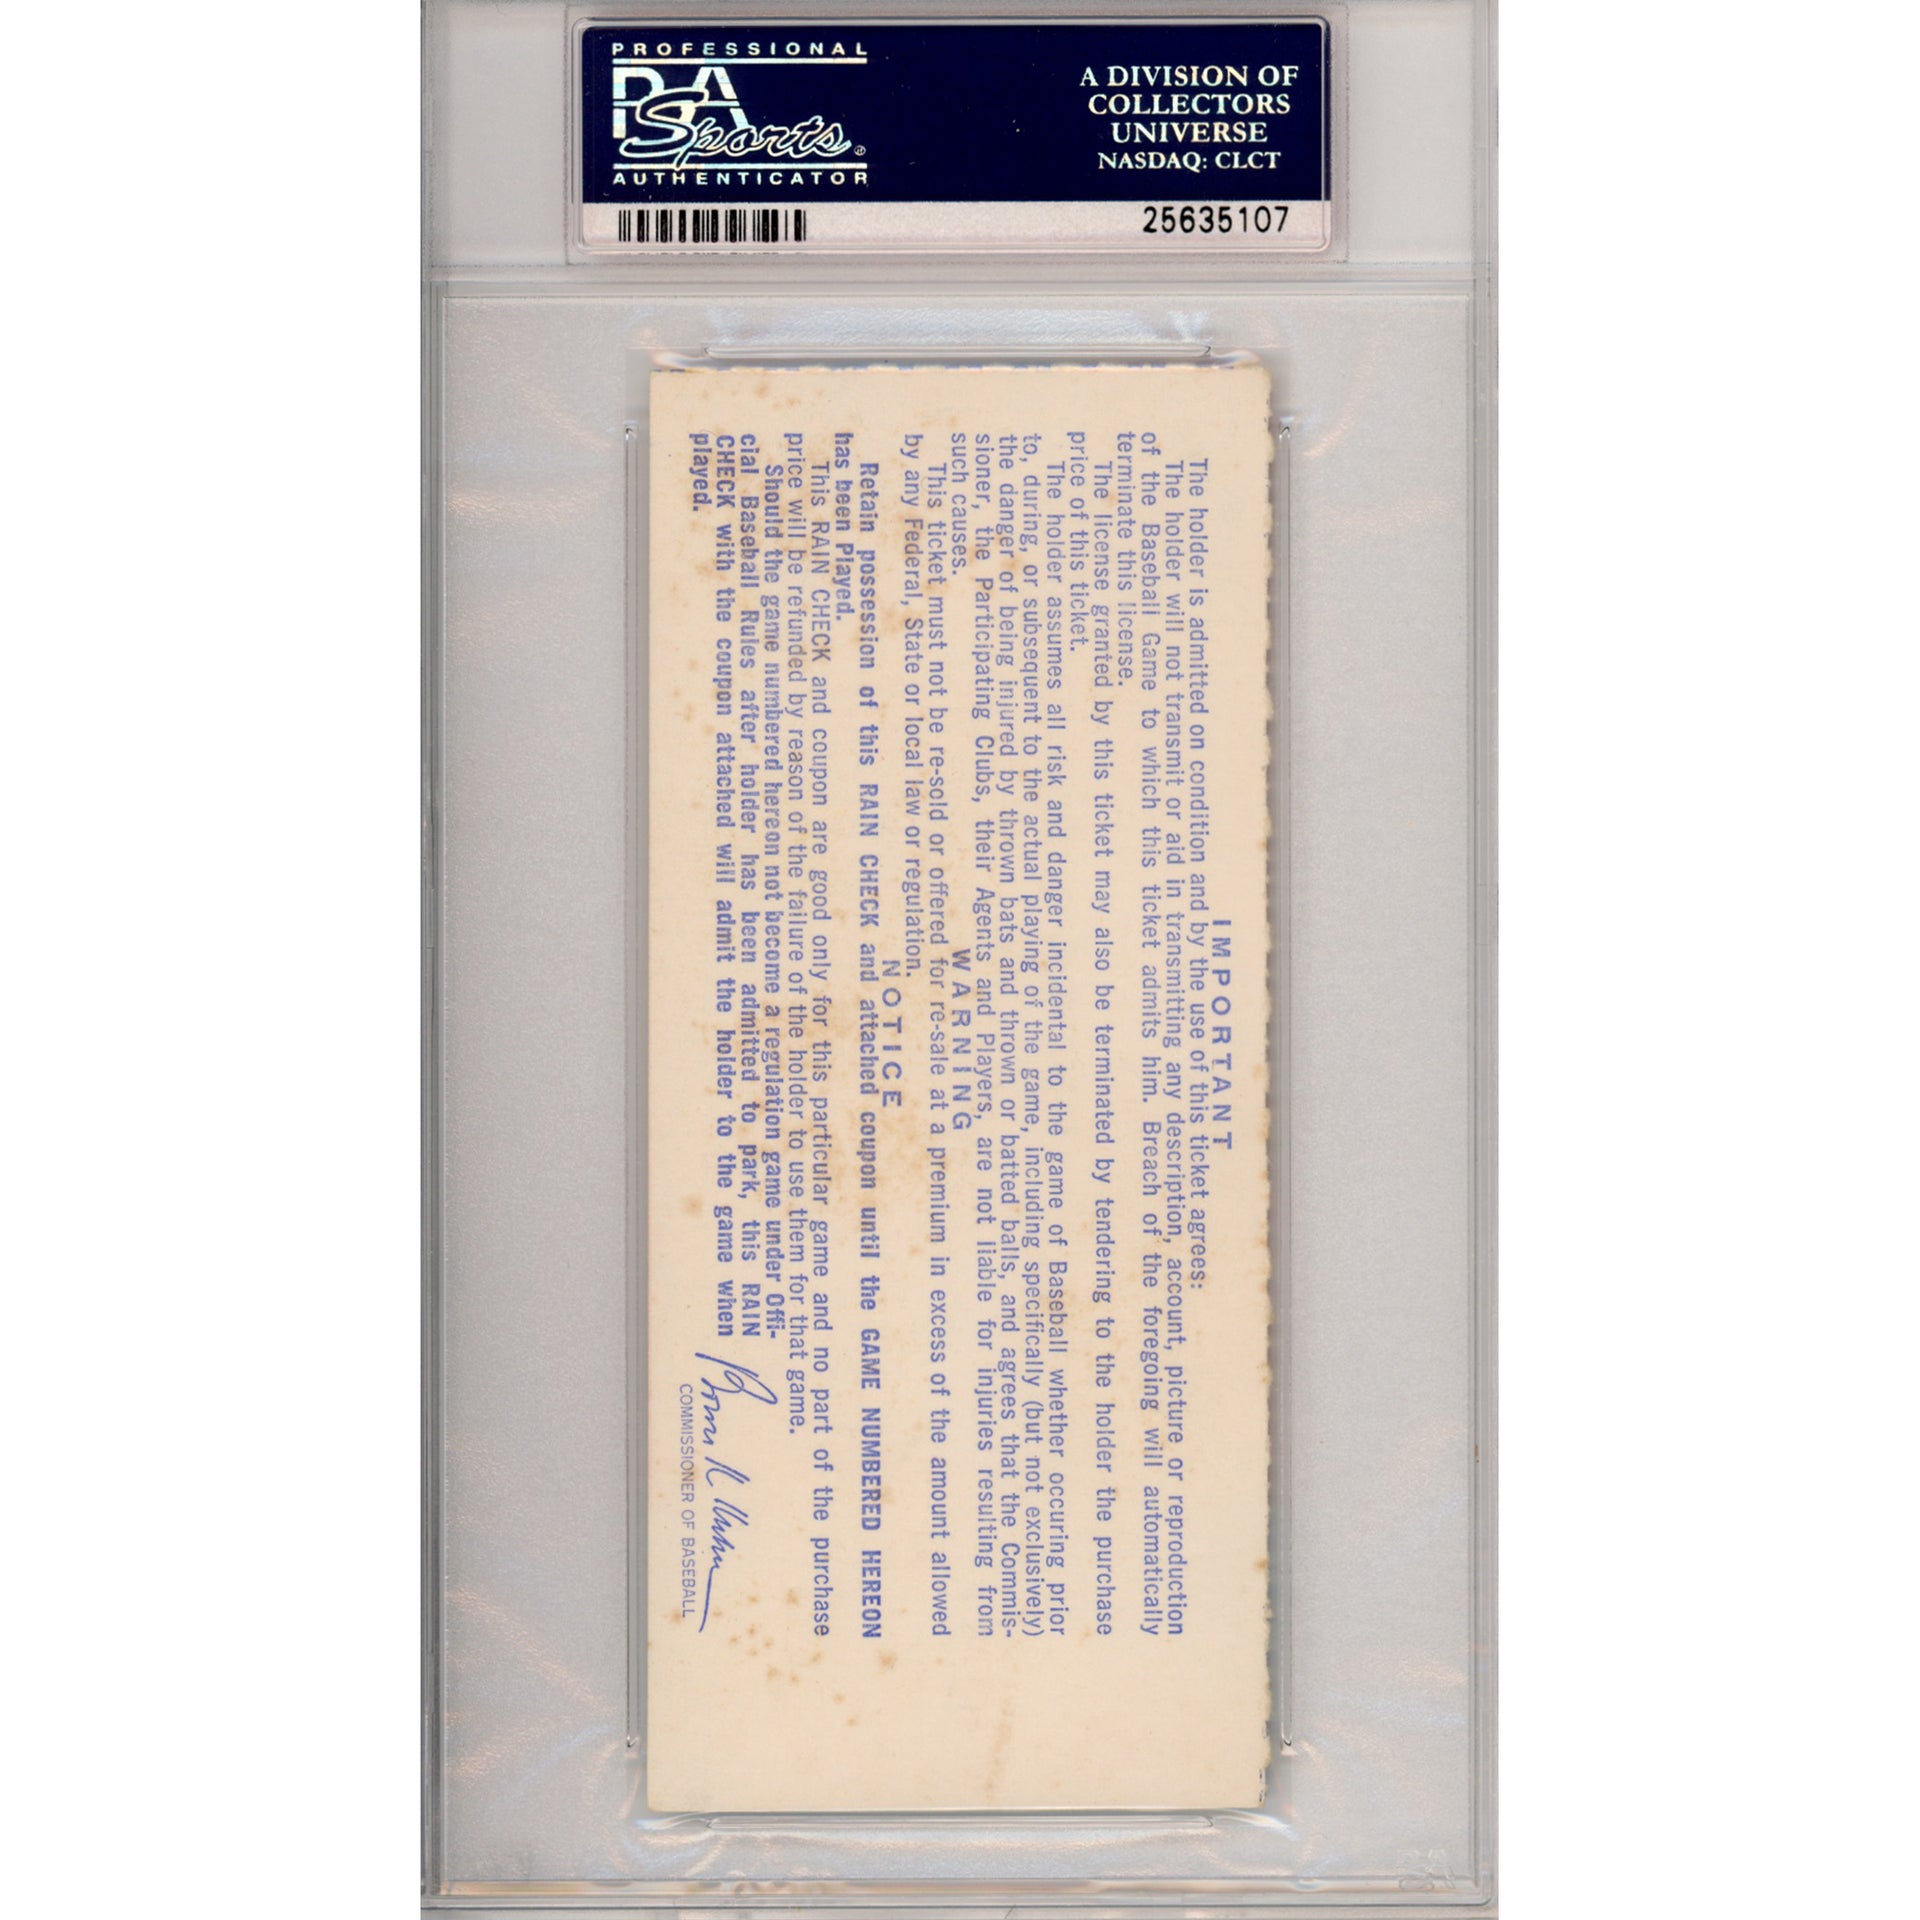 PROFESSIONAL
PSA
Sports
AUTHENTICATOR
A DIVISION OF
COLLECTORS
UNIVERSE
NASDAQ: CLCT
25635107
IMPORTANT
The holder is admitted on condition and by the use of this ticket agrees:
The holder will not transmit or aid in transmitting any description, account, picture or reproduction
of the Baseball Game to which this ticket admits him. Breach of the foregoing will automatically
terminate this license.
The license granted by this ticket may also be terminated by tendering to the holder the purchase
price of this ticket.
The holder assumes all risk and danger incidental to the game of Baseball whether occuring prior
to, during, or subsequent to the actual playing of the game, including specifically (but not exclusively)
the danger of being injured by thrown bats and thrown or batted balls, and agrees that the Commis-
sioner, the Participating Clubs, their Agents and Players, are not liable for injuries resulting from
such causes.
WARNING
This ticket must not be re-sold or offered for re-sale at a premium in excess of the amount allowed
by any Federal, State or local law or regulation.
NOTICE
Retain possession of this RAIN CHECK and attached coupon until the GAME NUMBERED HEREON
has been Played.
This RAIN CHECK and coupon are good only for this particular game and no part of the purchase
price will be refunded by reason of the failure of the holder to use them for that game.
Should the game numbered hereon not become a regulation game under Offi-
cial Baseball Rules after holder has been admitted to park, this RAIN
CHECK with the coupon attached will admit the holder to the game when
played.
Bowie K Kuhn
COMMISSIONER OF BASEBALL